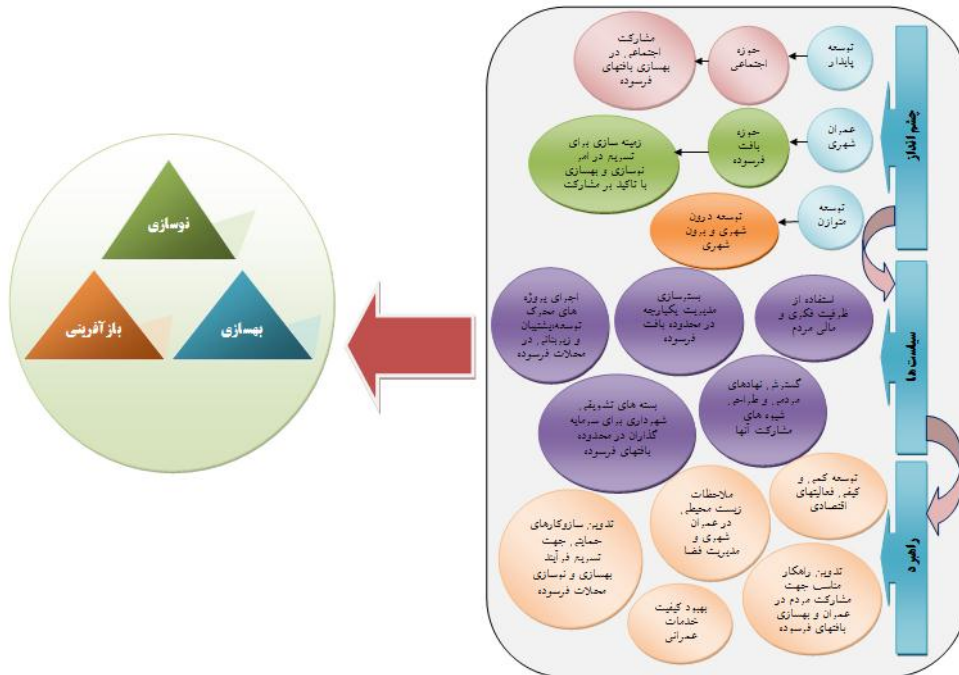 چشم انداز
توسعه
پایدار
حوزه
اجتماعی
مشارکت
اجتماعی در
بهسازی بافتهای
فرسوده
عمران
شهری
حوزه
بافت
فرسوده
زمینه سازی برای
تسریع در امر
نوسازی و بهسازی
با تاکید بر مشارکت
توسعه
متوازن
توسعه درون
شهری و برون
شهری
سیاست‌ها
استفاده از
ظرفیت فکری و
مالی مردم
بسترسازی
مدیریت یکپارچه
در محدوده بافت
فرسوده
اجرای پروژه
های محرک
توسعه،پشتیبان
و زیربنائی در
محلات فرسوده
گسترش نهادهای
مردمی و طراحی
شیوه های
مشارکت آنها
بسته های تشویقی
شهرداری برای سرمایه
گذاران در محدوده
بافتهای فرسوده
راهبرد
توسعه کمی و
کیفی فعالیتهای
اقتصادی
ملاحظات
زیست محیطی
در عمران
شهری و
مدیریت فضا
تدوین سازوکارهای
حمایتی جهت
تسریع فرآیند
بهسازی و نوسازی
محلات فرسوده
تدوین راهکار
مناسب جهت
مشارکت مردم در
عمران و بهسازی
بافتهای فرسوده
بهبود کیفیت
خدمات
عمرانی
نوسازی
بهسازی
بازآفرینی